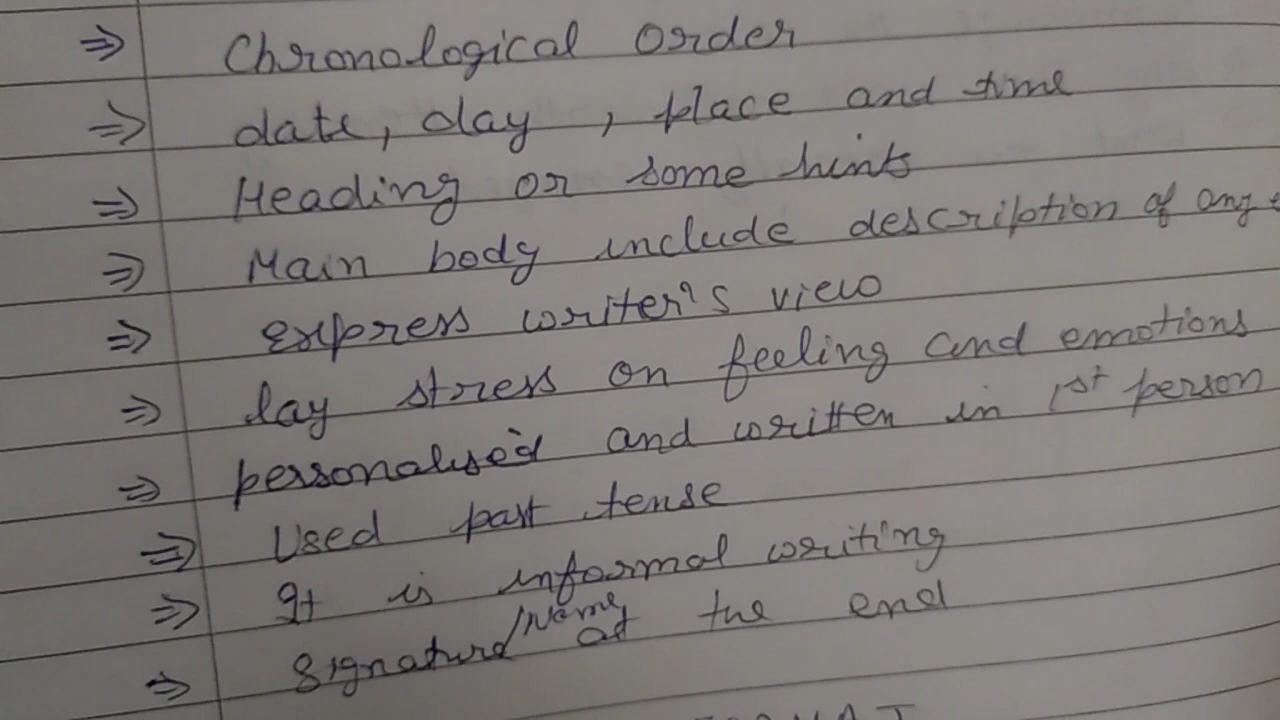 ⇒ Chronological order
⇒ date, day, place and time
⇒ Heading or some hints
⇒ Main body include description of any
⇒ express writer's view
⇒ lay stress on feeling and emotions
⇒ personalised and written in 1st person
⇒ Used past tense
⇒ It is informal writing
⇒ Signature/Name at the end